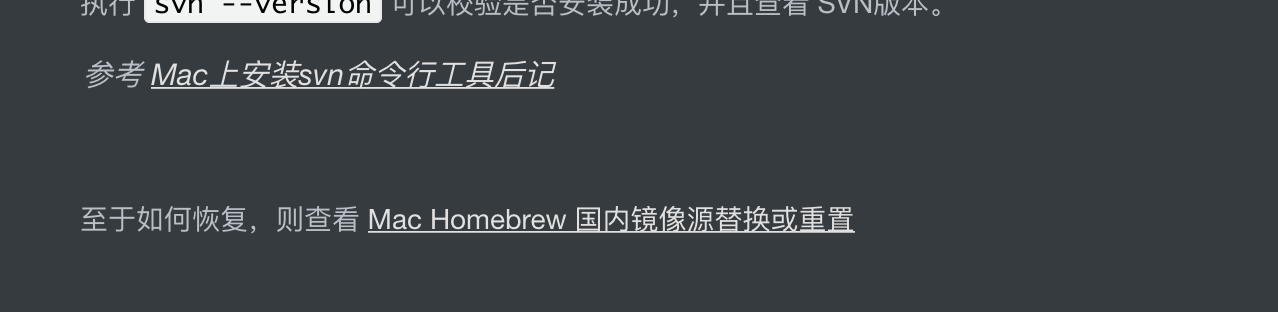 执行 svn --version 可以校验是否安装成功，并且查看 SVN版本。
参考 Mac上安装svn命令行工具后记
至于如何恢复，则查看 Mac Homebrew 国内镜像源替换或重置